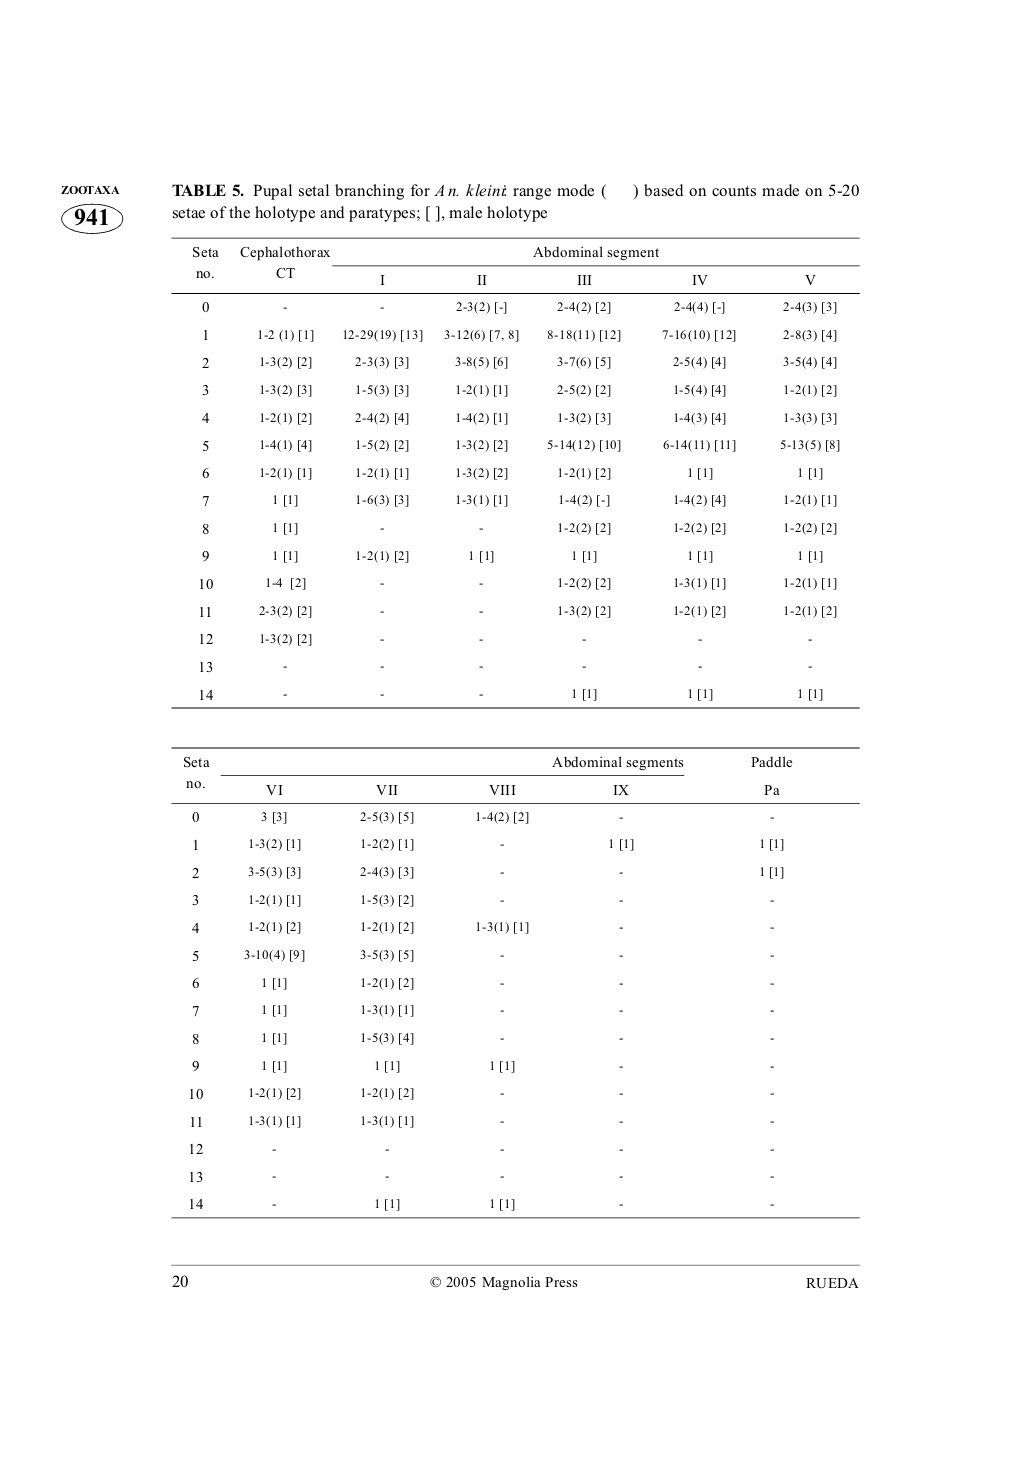 ZOOTAXA
941
TABLE 5. Pupal setal branching for An. kleini: range mode ( ) based on counts made on 5-20
setae of the holotype and paratypes; [ ], male holotype
Seta Cephalothorax Abdominal segment
no. CT I II III IV V
0 - - 2-3(2) [-] 2-4(2) [2] 2-4(4) [-] 2-4(3) [3]
1 1-2 (1) [1] 12-29(19) [13] 3-12(6) [7, 8] 8-18(11) [12] 7-16(10) [12] 2-8(3) [4]
2 1-3(2) [2] 2-3(3) [3] 3-8(5) [6] 3-7(6) [5] 2-5(4) [4] 3-5(4) [4]
3 1-3(2) [3] 1-5(3) [3] 1-2(1) [1] 2-5(2) [2] 1-5(4) [4] 1-2(1) [2]
4 1-2(1) [2] 2-4(2) [4] 1-4(2) [1] 1-3(2) [3] 1-4(3) [4] 1-3(3) [3]
5 1-4(1) [4] 1-5(2) [2] 1-3(2) [2] 5-14(12) [10] 6-14(11) [11] 5-13(5) [8]
6 1-2(1) [1] 1-2(1) [1] 1-3(2) [2] 1-2(1) [2] 1 [1] 1 [1]
7 1 [1] 1-6(3) [3] 1-3(1) [1] 1-4(2) [-] 1-4(2) [4] 1-2(1) [1]
8 1 [1] - - 1-2(2) [2] 1-2(2) [2] 1-2(2) [2]
9 1 [1] 1-2(1) [2] 1 [1] 1 [1] 1 [1] 1 [1]
10 1-4 [2] - - 1-2(2) [2] 1-3(1) [1] 1-2(1) [1]
11 2-3(2) [2] - - 1-3(2) [2] 1-2(1) [2] 1-2(1) [2]
12 1-3(2) [2] - - - - -
13 - - - - - -
14 - - - 1 [1] 1 [1] 1 [1]
Seta Abdominal segments Paddle
no. VI VII VIII IX Pa
0 3 [3] 2-5(3) [5] 1-4(2) [2] - -
1 1-3(2) [1] 1-2(2) [1] - 1 [1] 1 [1]
2 3-5(3) [3] 2-4(3) [3] - - 1 [1]
3 1-2(1) [1] 1-5(3) [2] - - -
4 1-2(1) [2] 1-2(1) [2] 1-3(1) [1] - -
5 3-10(4) [9] 3-5(3) [5] - - -
6 1 [1] 1-2(1) [2] - - -
7 1 [1] 1-3(1) [1] - - -
8 1 [1] 1-5(3) [4] - - -
9 1 [1] 1 [1] 1 [1] - -
10 1-2(1) [2] 1-2(1) [2] - - -
11 1-3(1) [1] 1-3(1) [1] - - -
12 - - - - -
13 - - - - -
14 - 1 [1] 1 [1] - -
20 © 2005 Magnolia Press RUEDA